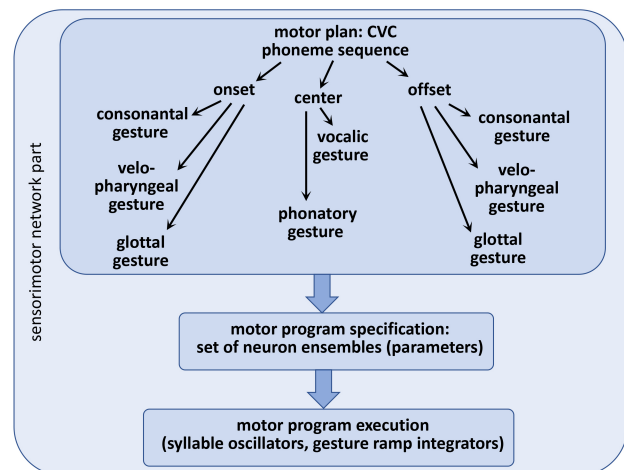 motor plan: CVC
phoneme sequence
onset
center
offset
consonantal
gesture
vocalic
gesture
consonantal
gesture
velo-
pharyngeal
gesture
velo-
pharyngeal
gesture
phonatory
gesture
glottal
gesture
glottal
gesture
sensorimotor network part
motor program specification:
set of neuron ensembles (parameters)
motor program execution
(syllable oscillators, gesture ramp integrators)